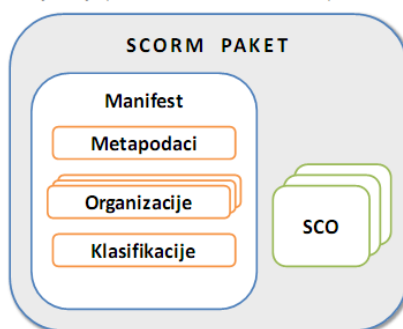 SCORM PAKET
Manifest
Metapodaci
Organizacije
Klasifikacije
SCO